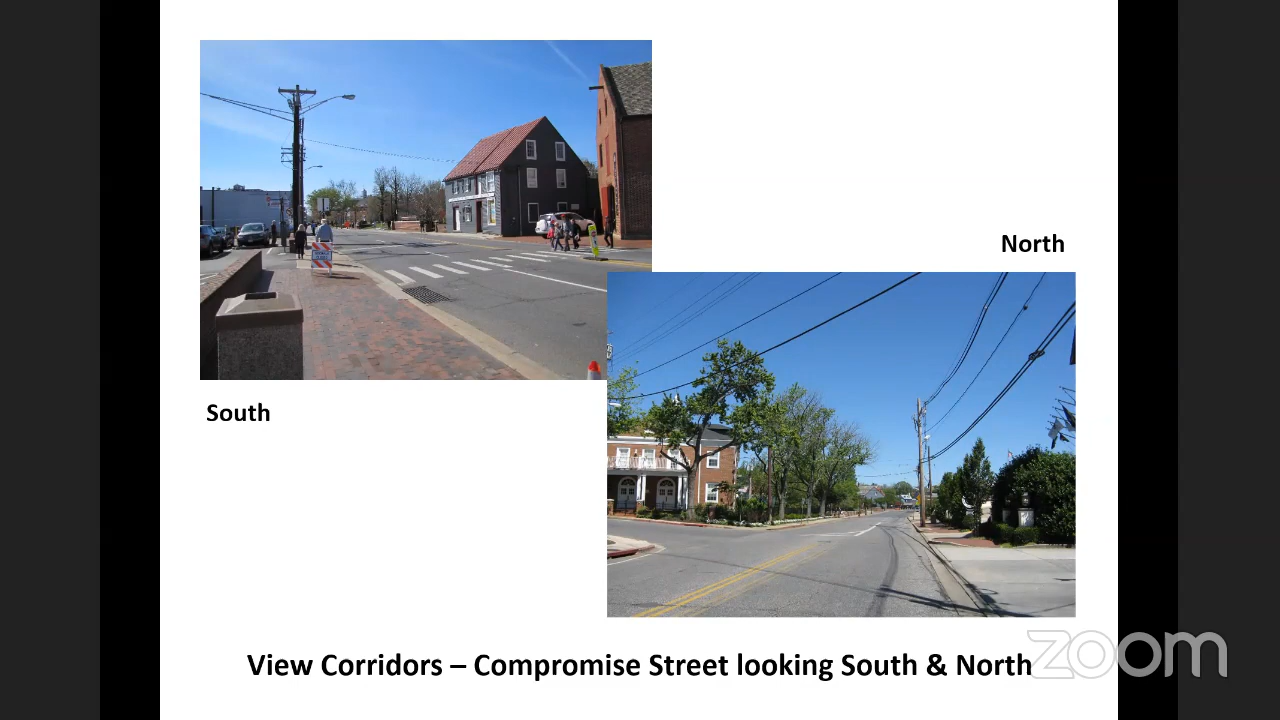 North
South
View Corridors – Compromise Street looking South & North
zoom